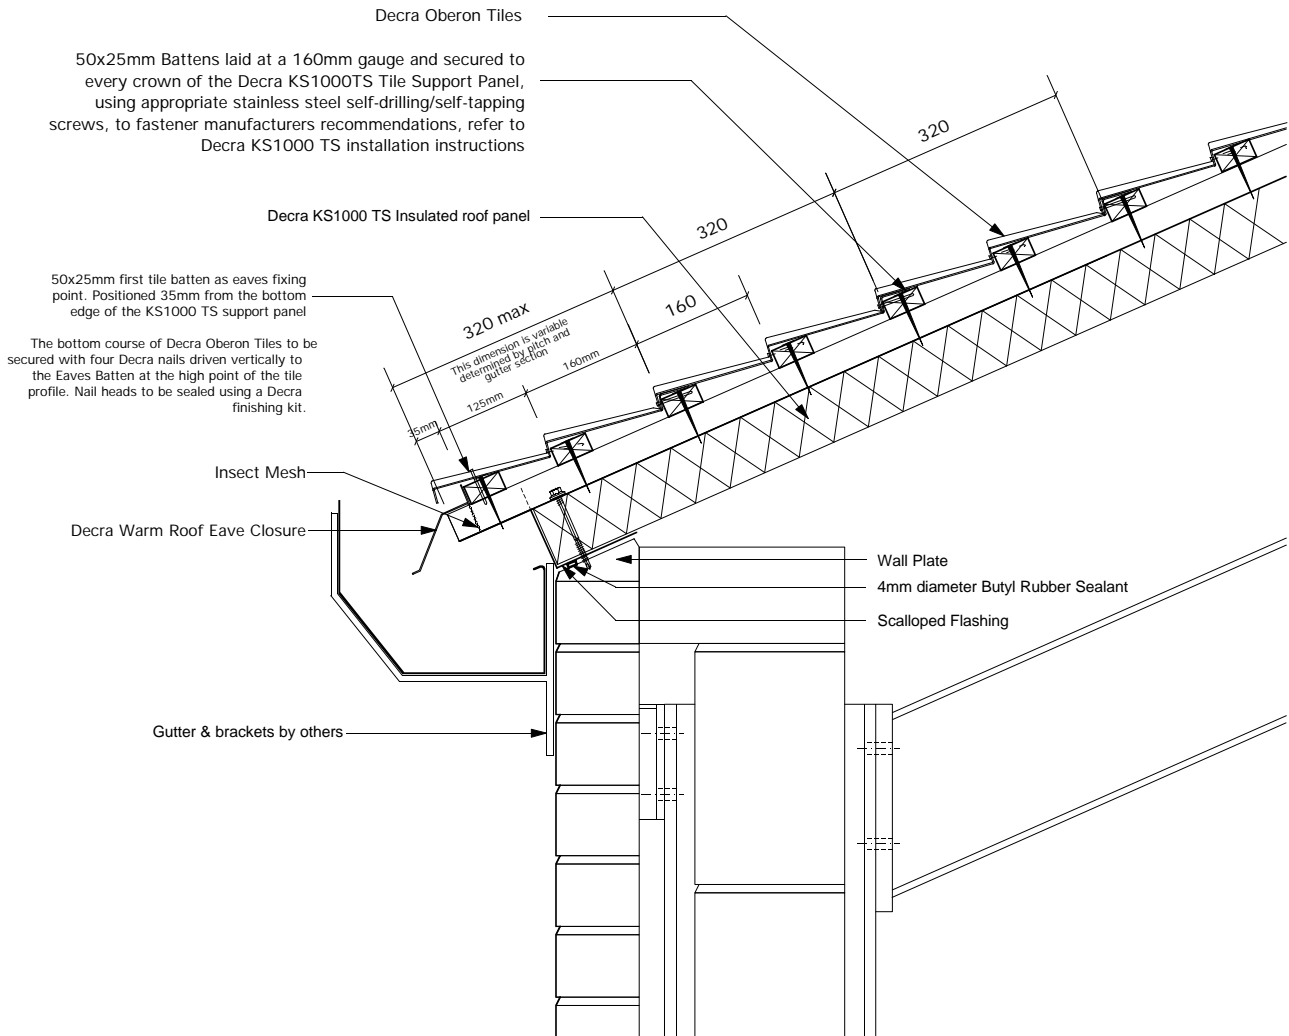 Decra Oberon Tiles
50x25mm Battens laid at a 160mm gauge and secured to
every crown of the Decra KS1000TS Tile Support Panel,
using appropriate stainless steel self-drilling/self-tapping
screws, to fastener manufacturers recommendations, refer to
Decra KS1000 TS installation instructions
320
Decra KS1000 TS Insulated roof panel
320
50x25mm first tile batten as eaves fixing
point. Positioned 35mm from the bottom
edge of the KS1000 TS support panel
160
320 max
This dimension is variable
determined by pitch and
gutter section
The bottom course of Decra Oberon Tiles to be
secured with four Decra nails driven vertically to
the Eaves Batten at the high point of the tile
profile. Nail heads to be sealed using a Decra
finishing kit.
160mm
125mm
35mm
Insect Mesh
Decra Warm Roof Eave Closure
Wall Plate
4mm diameter Butyl Rubber Sealant
Scalloped Flashing
Gutter & brackets by others